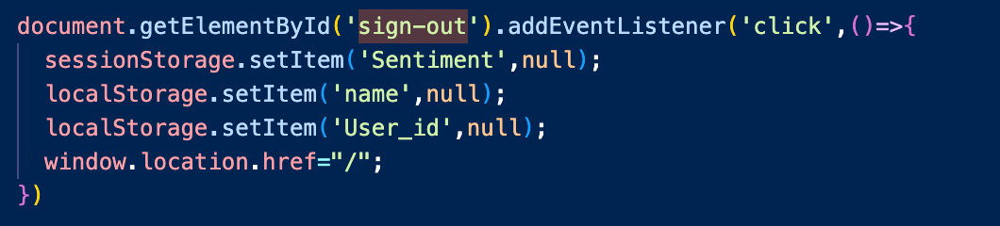 document.getElementById('sign-out').addEventListener('click',()=>{
sessionStorage.setItem('Sentiment',null);
localStorage.setItem('name',null);
localStorage.setItem('User_id',null);
window.location.href="/";
})